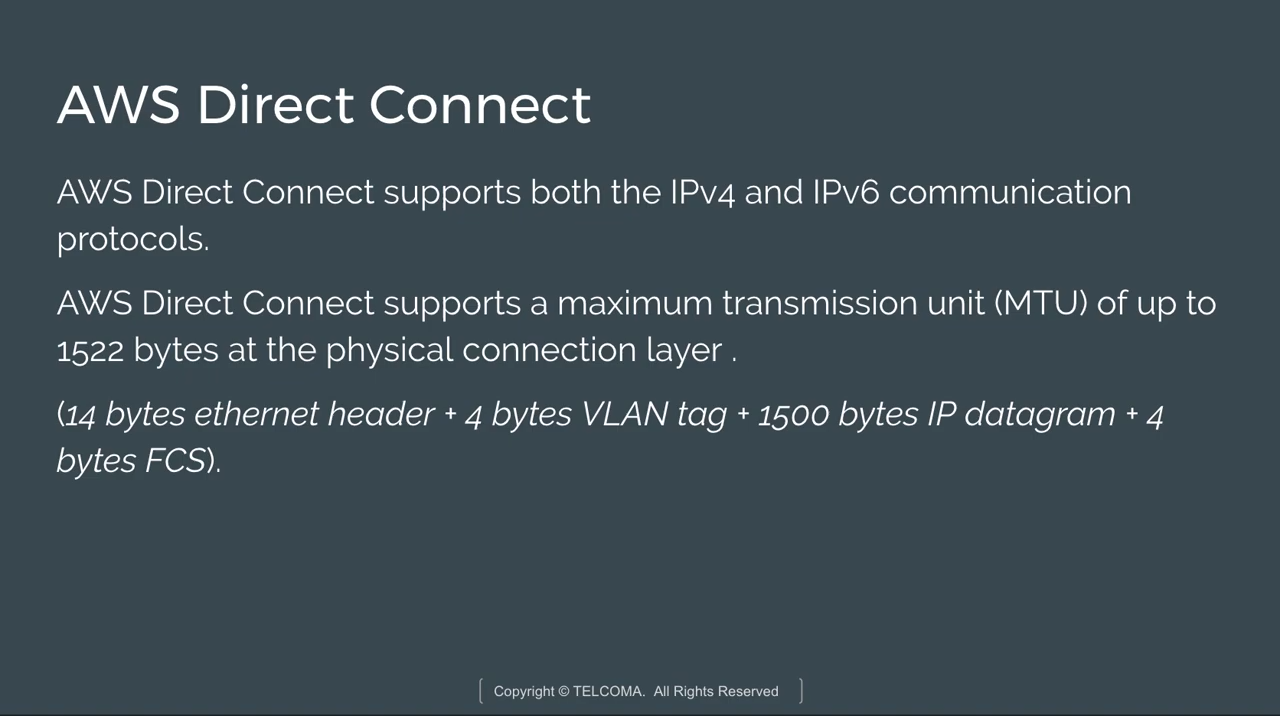 AWS Direct Connect
AWS Direct Connect supports both the IPv4 and IPv6 communication
protocols.
AWS Direct Connect supports a maximum transmission unit (MTU) of up to
1522 bytes at the physical connection layer .
(14 bytes ethernet header + 4 bytes VLAN tag + 1500 bytes IP datagram + 4
bytes FCS).
Copyright © TELCOMA. All Rights Reserved